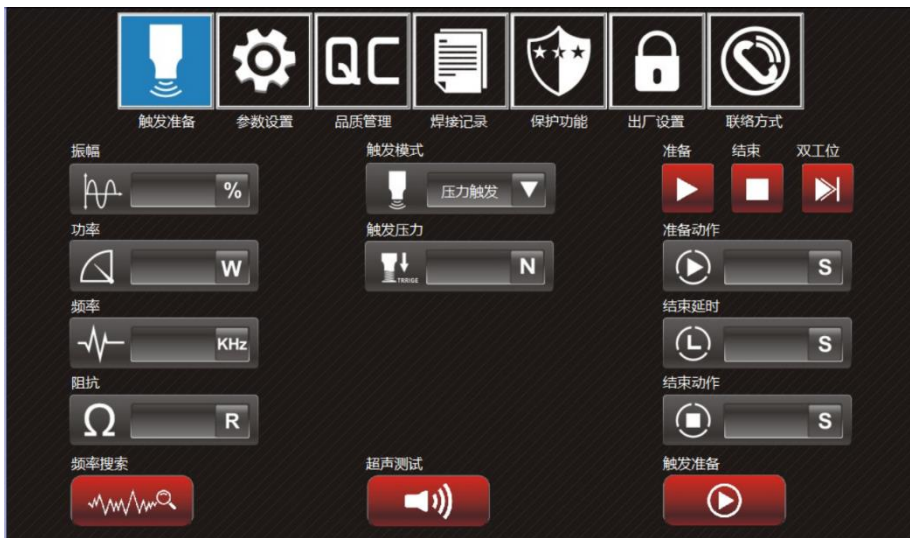 QC
触发准备
参数设置
品质管理
焊接记录
保护功能
出厂设置
联络方式
振幅
%
功率
W
频率
KHz
阻抗
Ω
R
频率搜索
触发模式
压力触发
触发压力
TRRIGE
N
超声测试
准备
结束
双工位
准备动作
S
结束延时
L
S
结束动作
S
触发准备